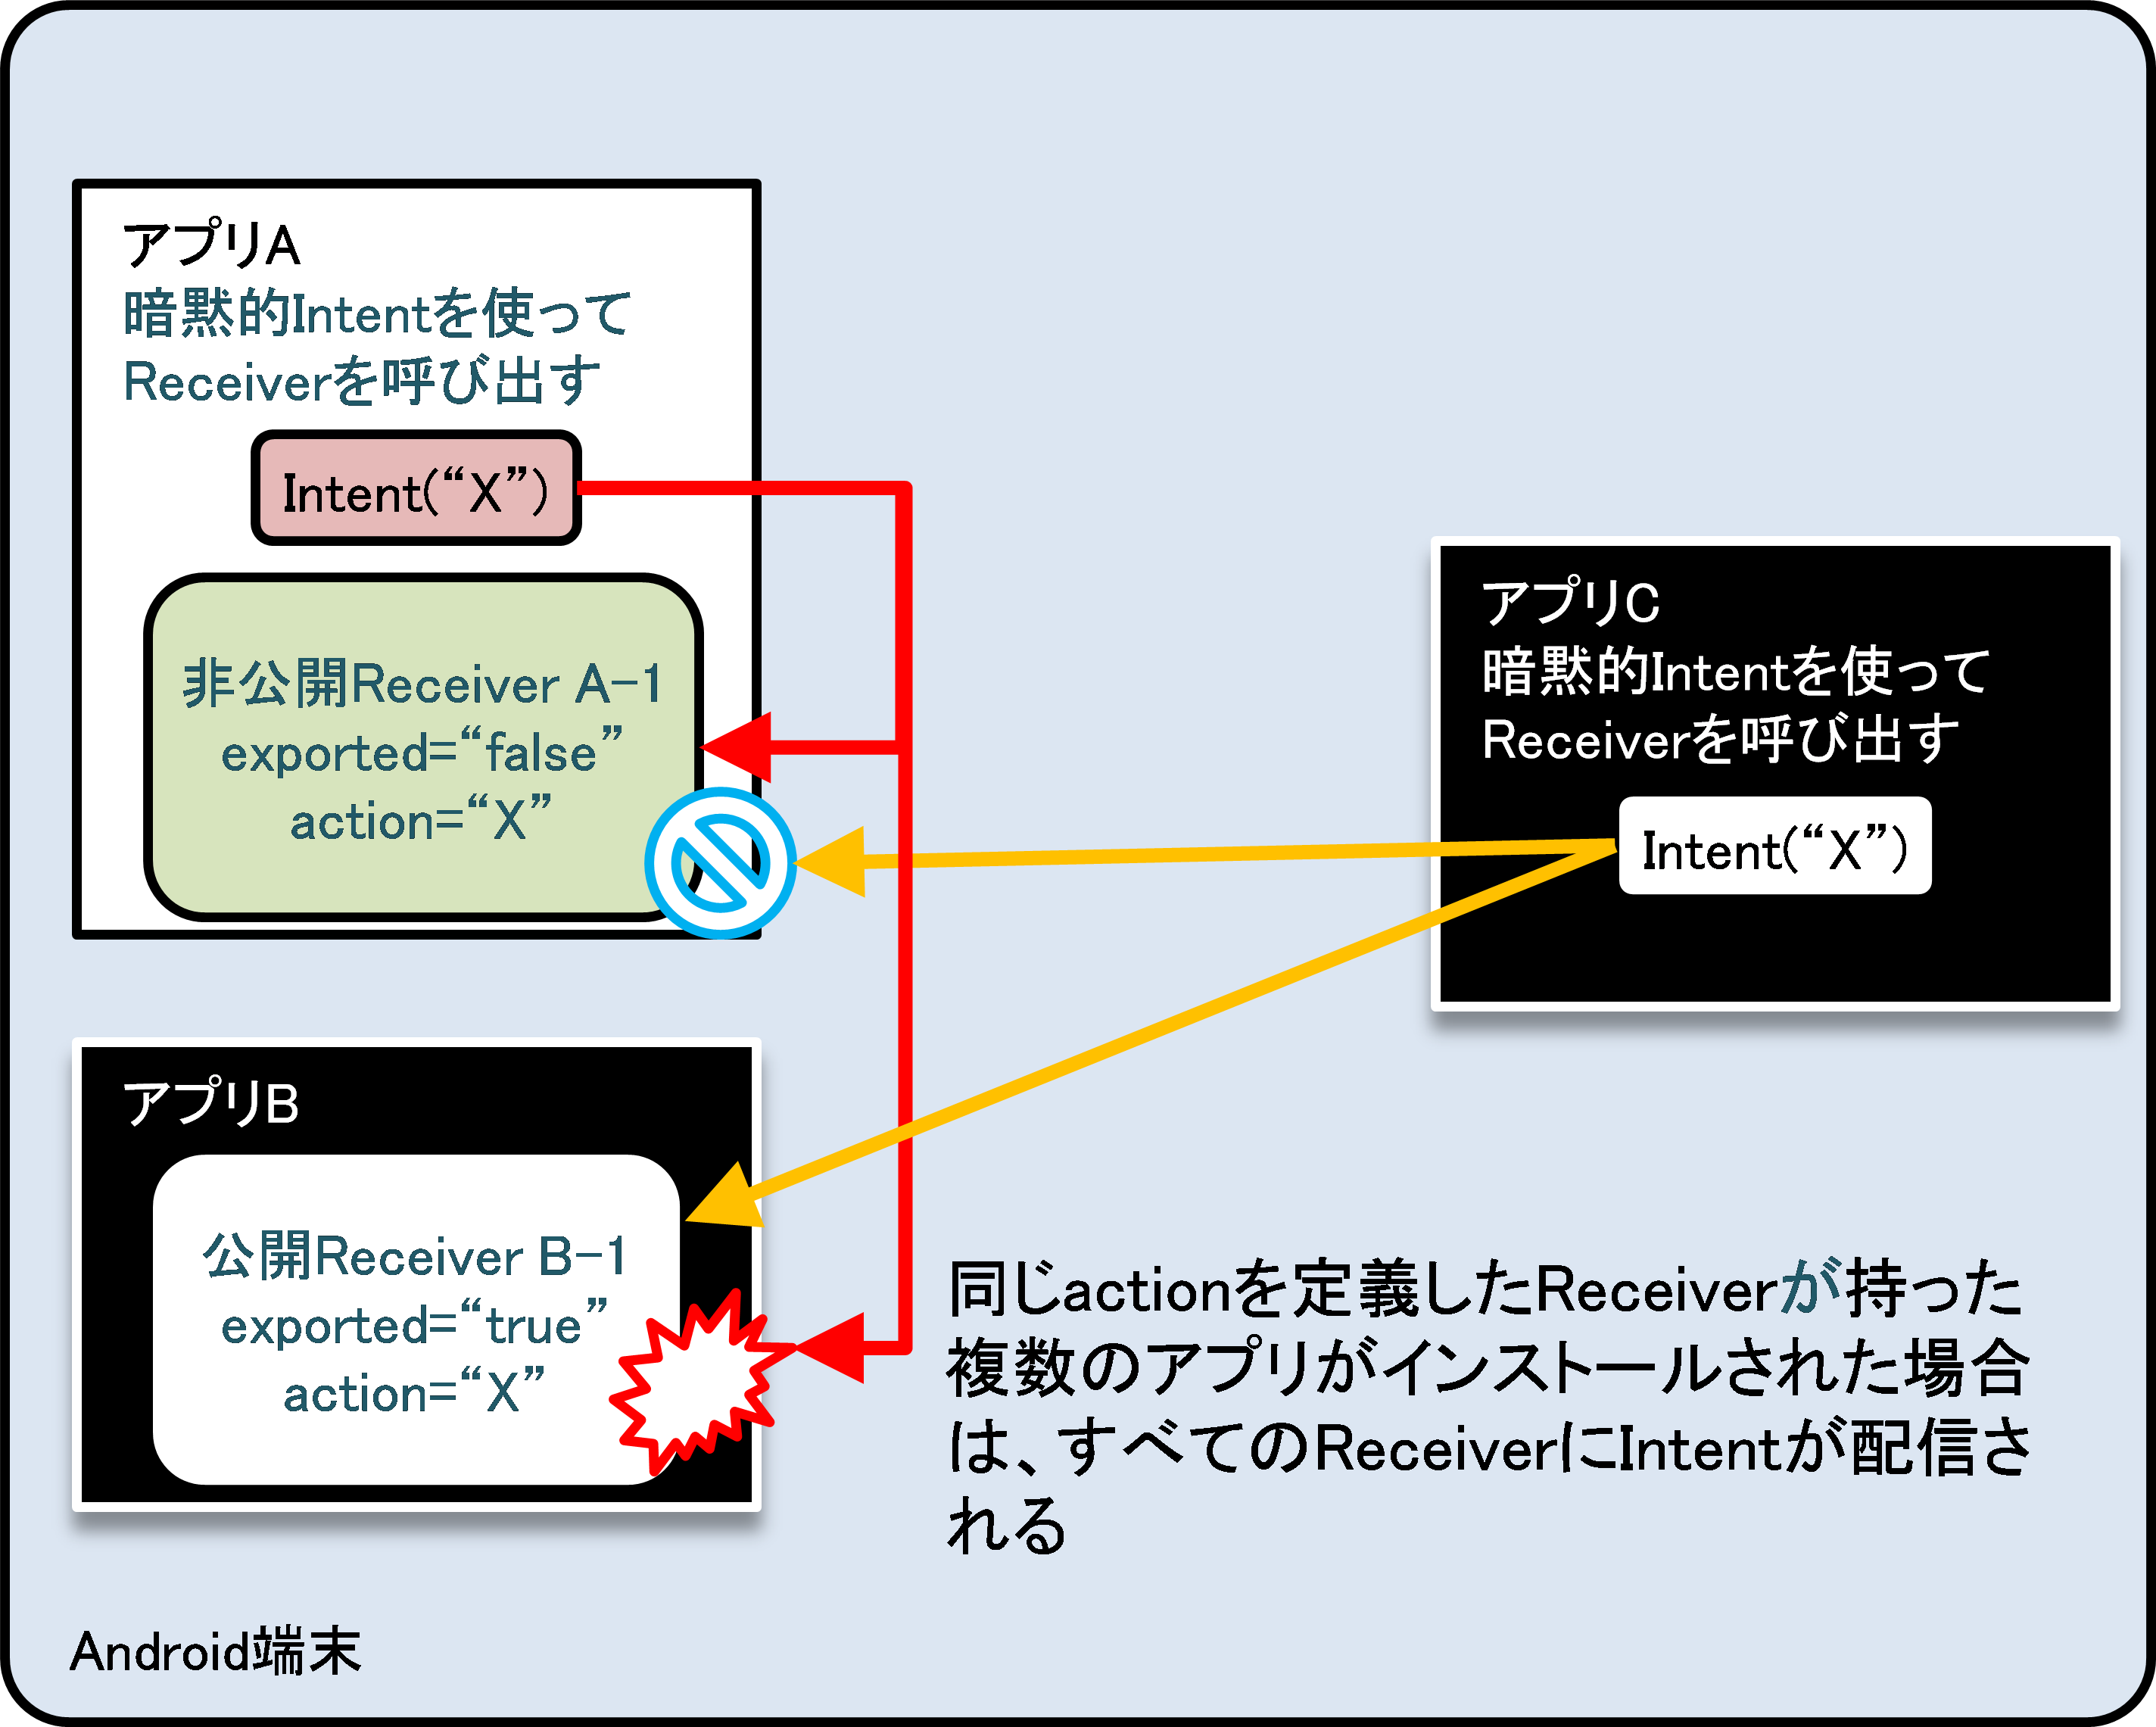 アプリA
暗黙的Intentを使って
Receiverを呼び出す
Intent(“X”)
非公開Receiver A-1
exported=“false”
action=“X”
アプリC
暗黙的Intentを使って
Receiverを呼び出す
Intent(“X”)
アプリB
公開Receiver B-1
exported=“true”
action=“X”
同じactionを定義したReceiverが持った
複数のアプリがインストールされた場合
は、すべてのReceiverにIntentが配信さ
れる
Android端末